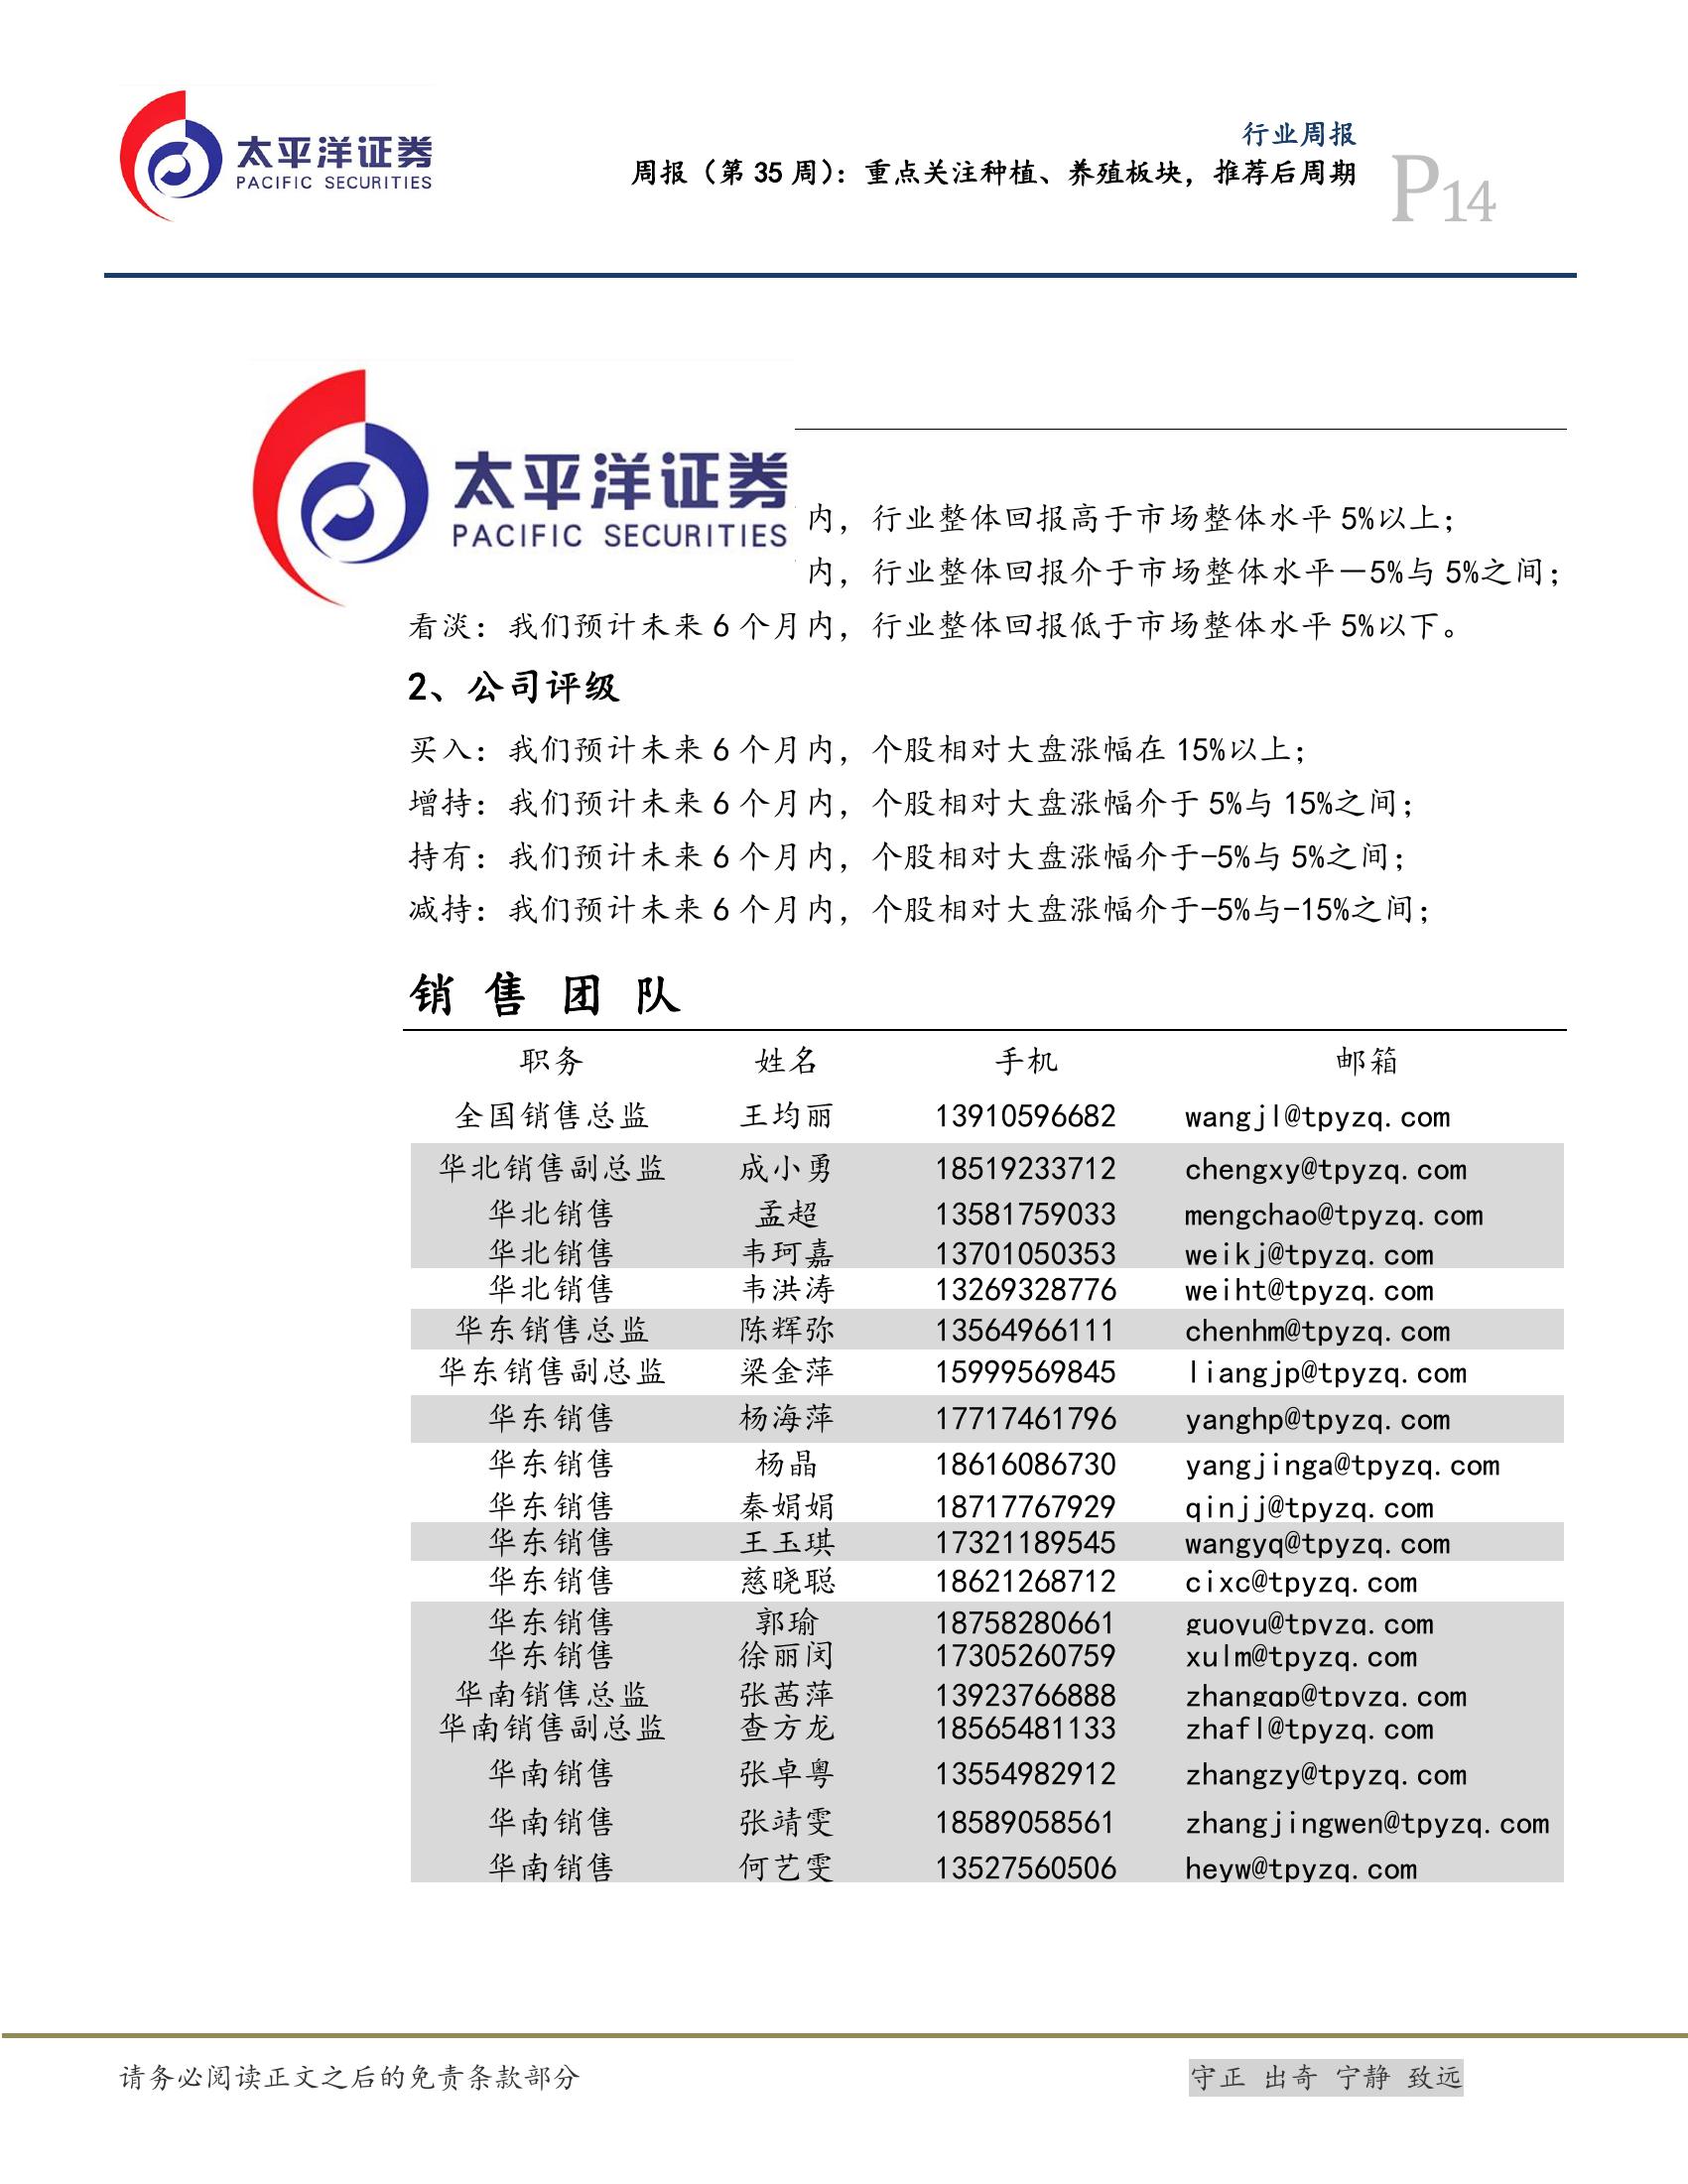 太平洋证券
PACIFIC SECURITIES
行业周报
周报（第 35 周）：重点关注种植、养殖板块，推荐后周期
P14
太平洋证券
PACIFIC SECURITIES
内，行业整体回报高于市场整体水平 5%以上；
内，行业整体回报介于市场整体水平－5%与 5%之间；
看淡：我们预计未来 6 个月内，行业整体回报低于市场整体水平 5%以下。
2、公司评级
买入：我们预计未来 6 个月内，个股相对大盘涨幅在 15%以上；
增持：我们预计未来 6 个月内，个股相对大盘涨幅介于 5%与 15%之间；
持有：我们预计未来 6 个月内，个股相对大盘涨幅介于-5%与 5%之间；
减持：我们预计未来 6 个月内，个股相对大盘涨幅介于-5%与-15%之间；
销 售 团 队
职务 姓名 手机 邮箱
全国销售总监 王均丽 13910596682 wangjl@tpyzq.com
华北销售副总监 成小勇 18519233712 chengxy@tpyzq.com
华北销售 孟超 13581759033 mengchao@tpyzq.com
华北销售 韦珂嘉 13701050353 weikj@tpyzq.com
华北销售 韦洪涛 13269328776 weiht@tpyzq.com
华东销售总监 陈辉弥 13564966111 chenhm@tpyzq.com
华东销售副总监 梁金萍 15999569845 liangjp@tpyzq.com
华东销售 杨海萍 17717461796 yanghp@tpyzq.com
华东销售 杨晶 18616086730 yangjinga@tpyzq.com
华东销售 秦娟娟 18717767929 qinjj@tpyzq.com
华东销售 王玉琪 17321189545 wangyq@tpyzq.com
华东销售 慈晓聪 18621268712 cixc@tpyzq.com
华东销售 郭瑜 18758280661 guoyu@tpyzq.com
华东销售 徐丽闵 17305260759 xulm@tpyzq.com
华南销售总监 张茜萍 13923766888 zhangqp@tpyzq.com
华南销售副总监 查方龙 18565481133 zhafl@tpyzq.com
华南销售 张卓粤 13554982912 zhangzy@tpyzq.com
华南销售 张靖雯 18589058561 zhangjingwen@tpyzq.com
华南销售 何艺雯 13527560506 heyw@tpyzq.com
请务必阅读正文之后的免责条款部分
守正 出奇 宁静 致远